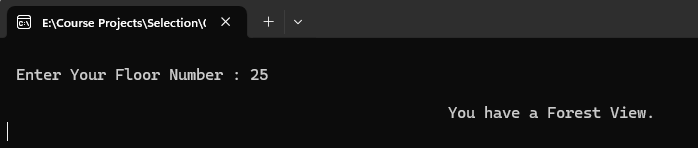 E:\Course Projects\Selection\(
Enter Your Floor Number : 25
You have a Forest View.